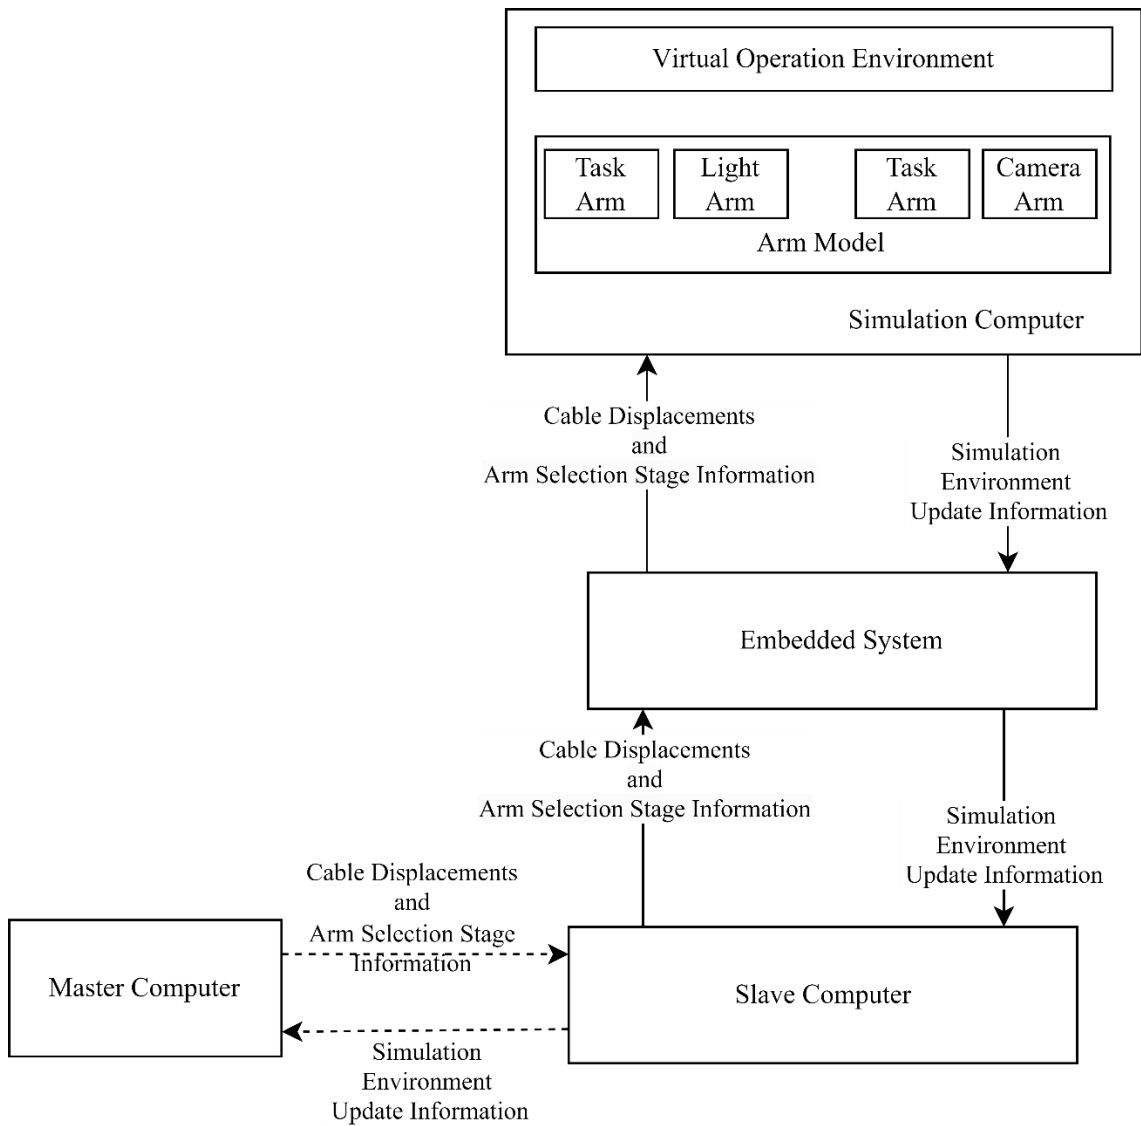 Virtual Operation Environment
Task
Arm
Light
Arm
Task
Arm
Camera
Arm
Arm Model
Simulation Computer
Cable Displacements
and
Arm Selection Stage Information
Simulation
Environment
Update Information
Embedded System
Cable Displacements
and
Arm Selection Stage Information
Simulation
Environment
Update Information
Cable Displacements
and
Arm Selection Stage
Information
Master Computer
Slave Computer
Simulation
Environment
Update Information